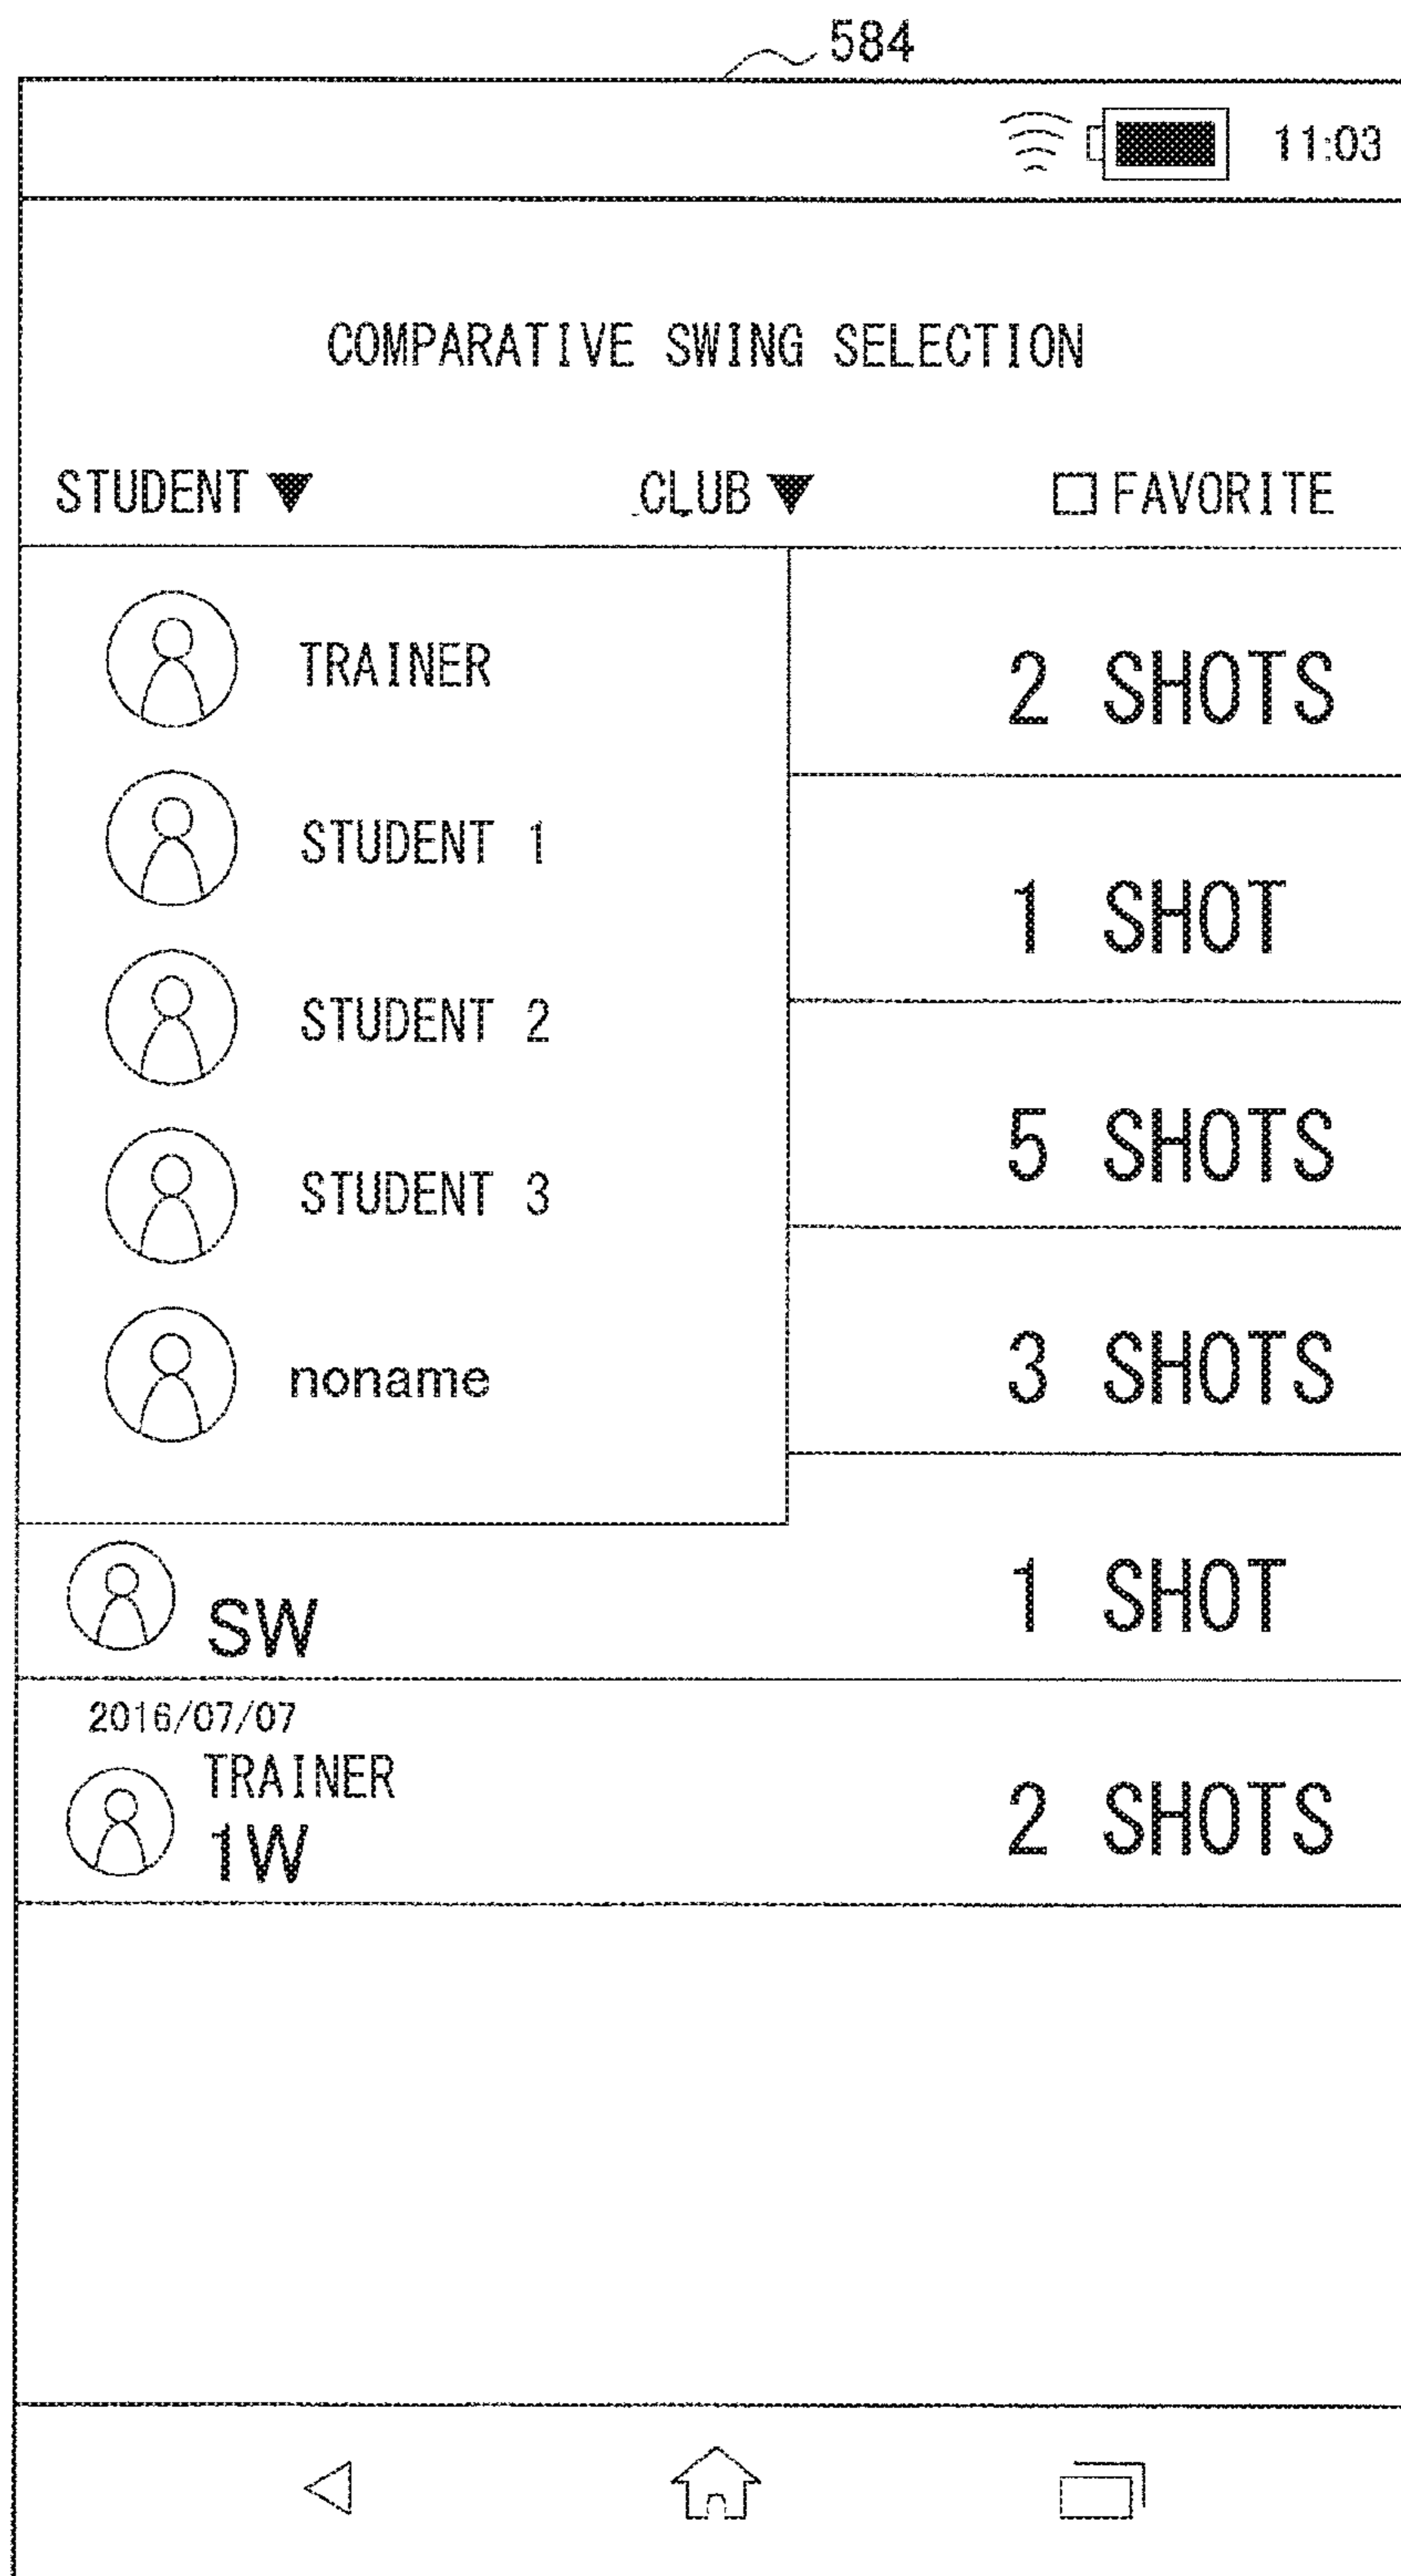 584
11:03
COMPARATIVE SWING SELECTION
STUDENT ▼ CLUB ▼ □ FAVORITE
TRAINER
2 SHOTS
STUDENT 1
1 SHOT
STUDENT 2
5 SHOTS
STUDENT 3
3 SHOTS
noname
SW
1 SHOT
2016/07/07
TRAINER
1W
2 SHOTS